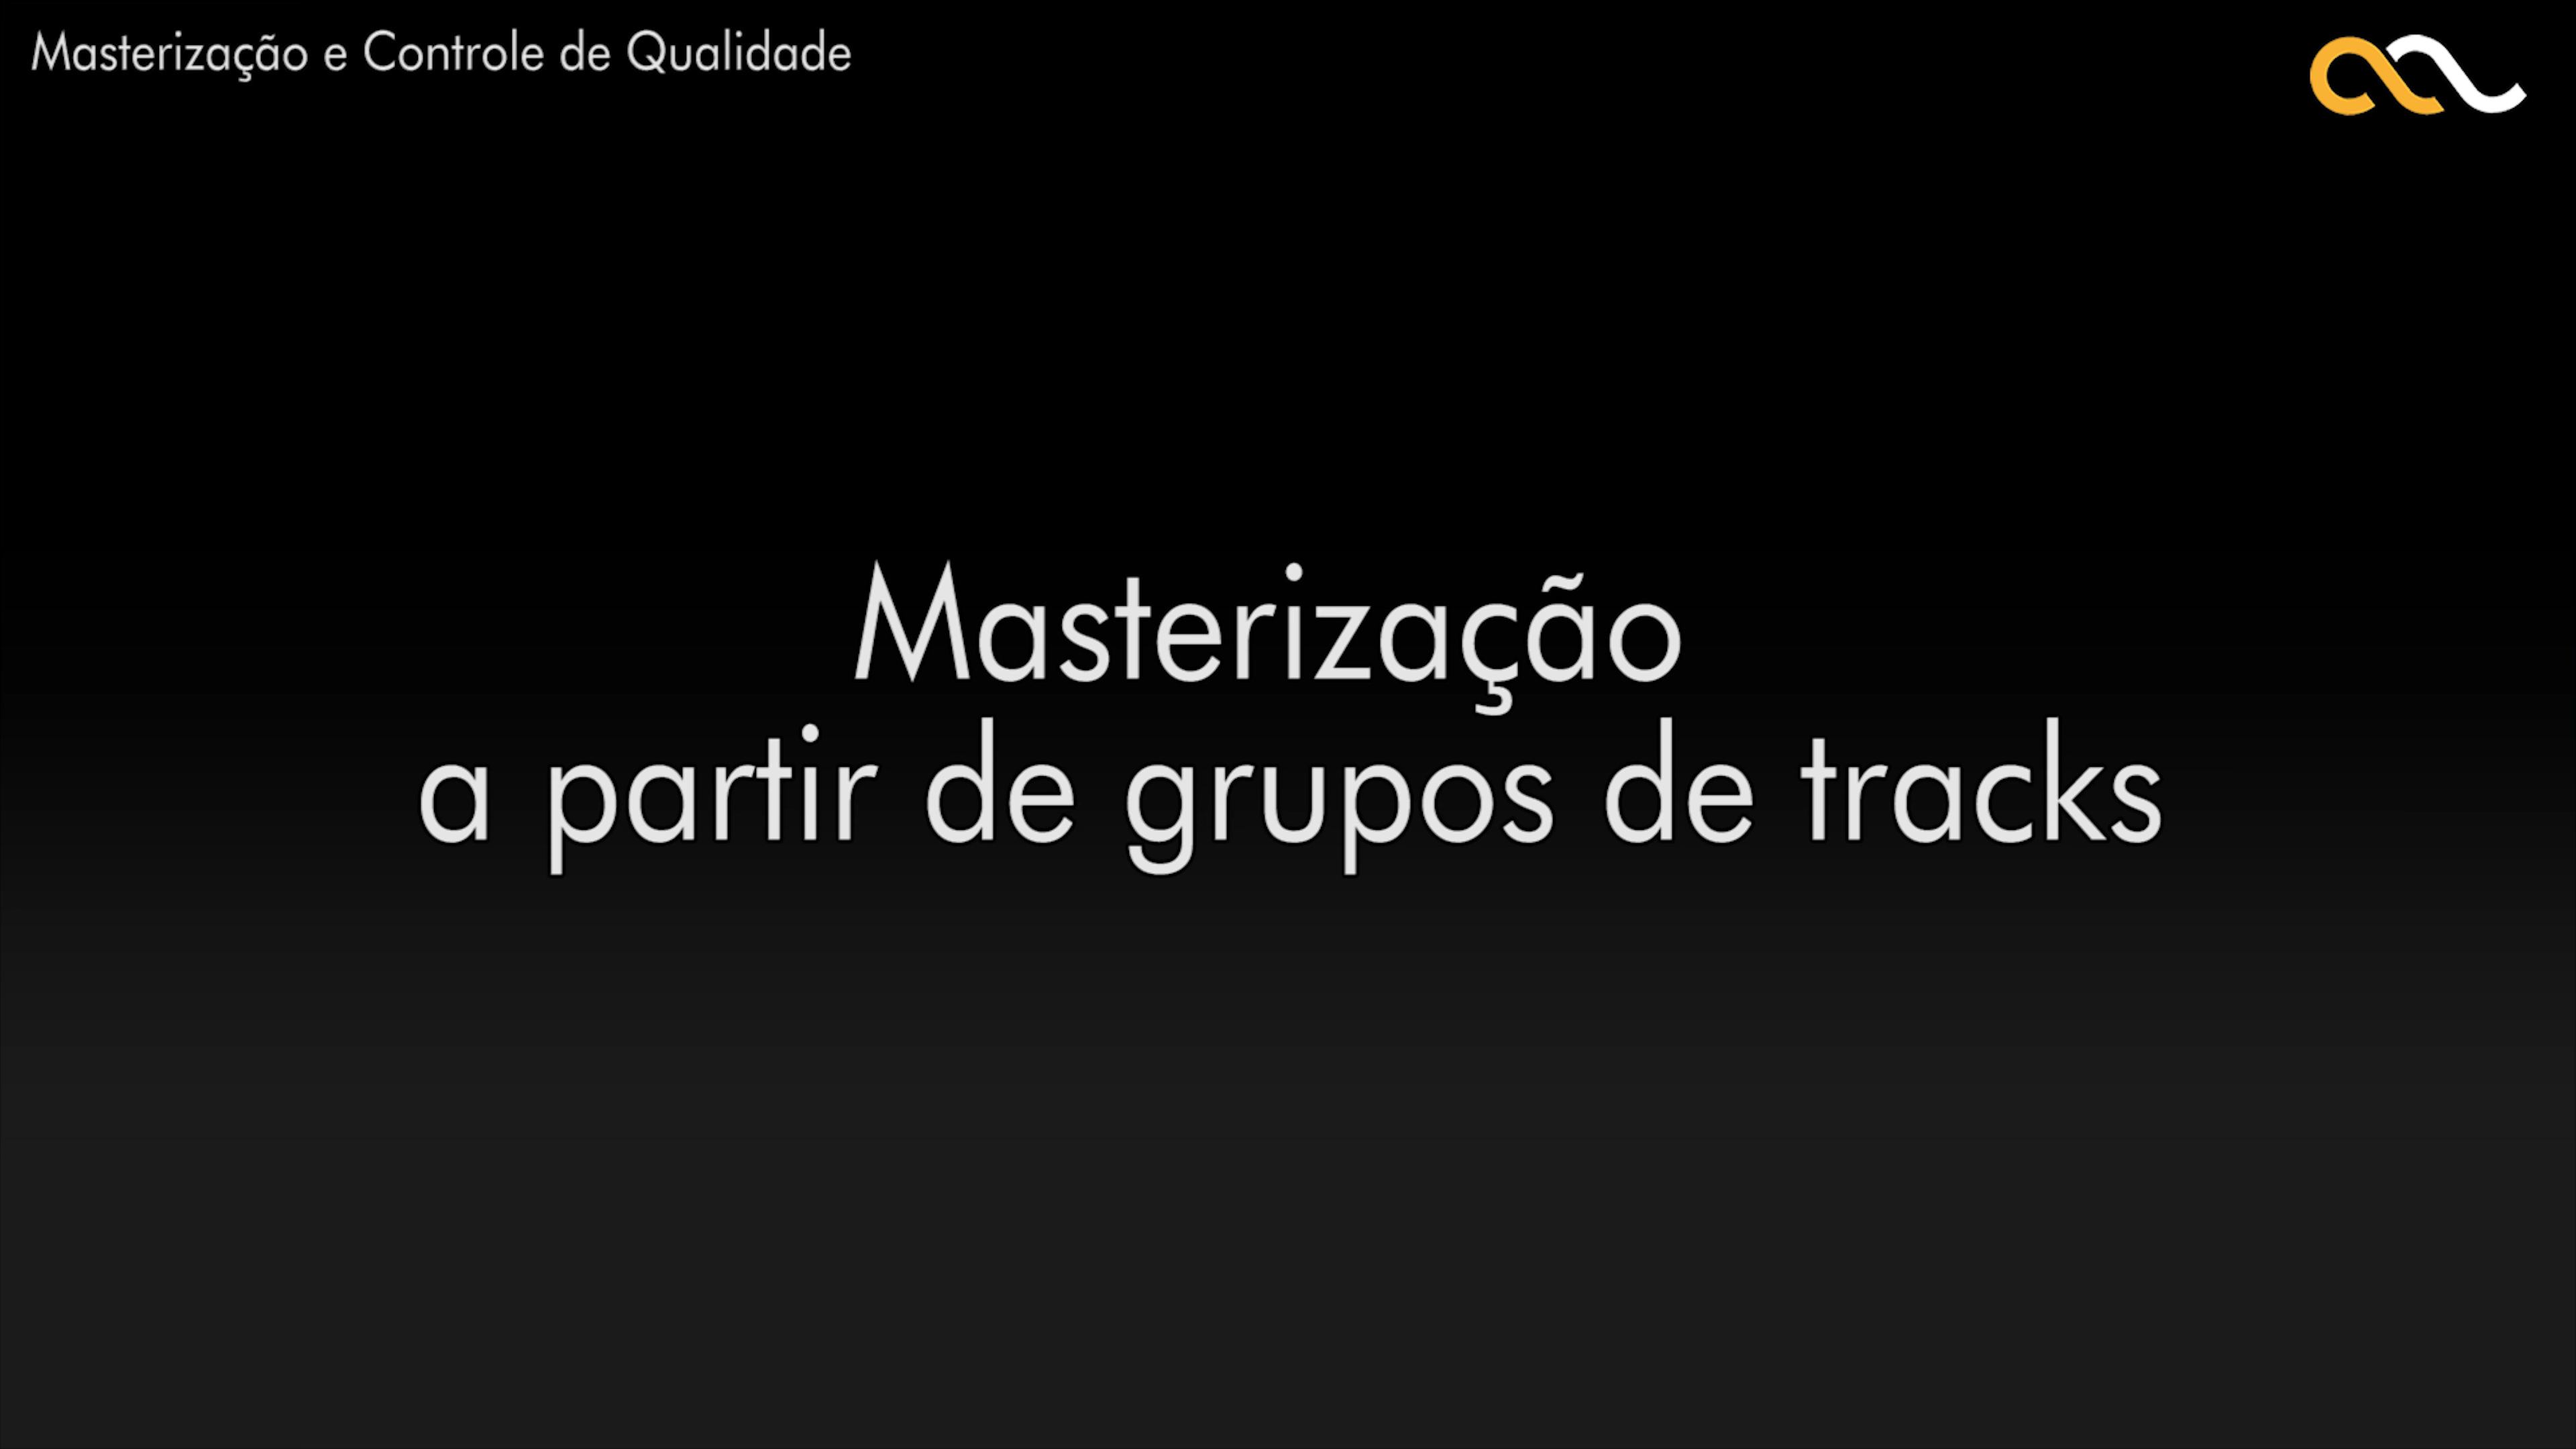 Masterização e Controle de Qualidade
Masterização
a partir de grupos de tracks